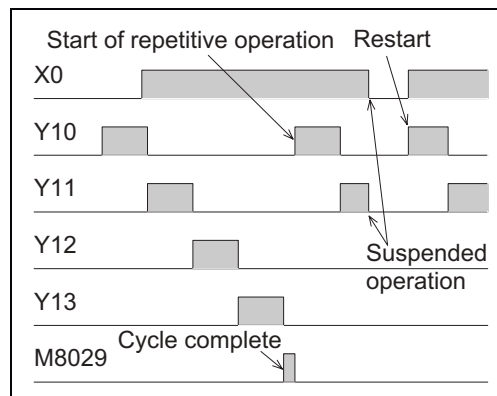 Start of repetitive operation
Restart
X0
Y10
Y11
Y12
Suspended
operation
Y13
Cycle complete
M8029